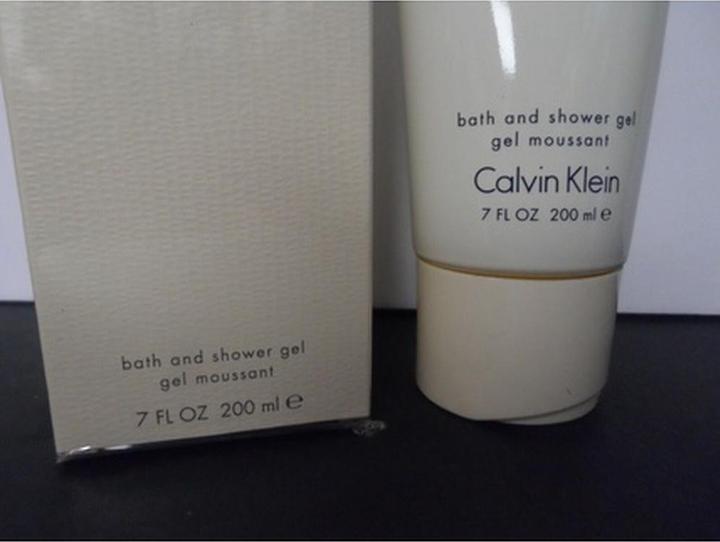 bath and shower gel
gel moussant
7 FL OZ 200 ml ℮
bath and shower gel
gel moussant
Calvin Klein
7 FL OZ 200 ml ℮